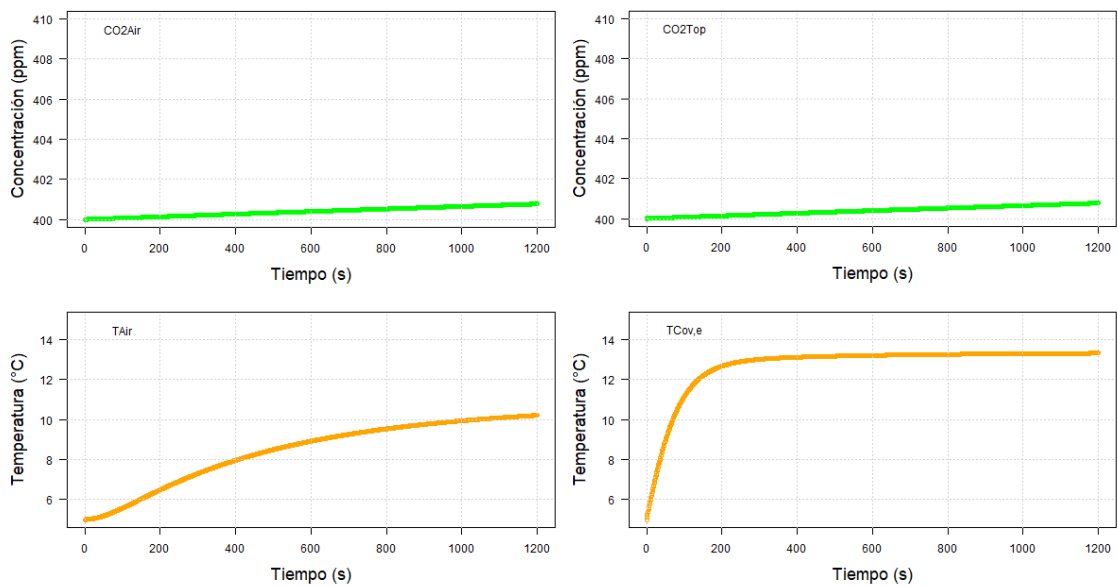 CO2Air
Concentración (ppm)
410
408
406
404
402
400
0 200 400 600 800 1000 1200
Tiempo (s)
CO2Top
Concentración (ppm)
410
408
406
404
402
400
0 200 400 600 800 1000 1200
Tiempo (s)
TAir
Temperatura (°C)
14
12
10
8
6
0 200 400 600 800 1000 1200
Tiempo (s)
TCov,e
Temperatura (°C)
14
12
10
8
6
0 200 400 600 800 1000 1200
Tiempo (s)